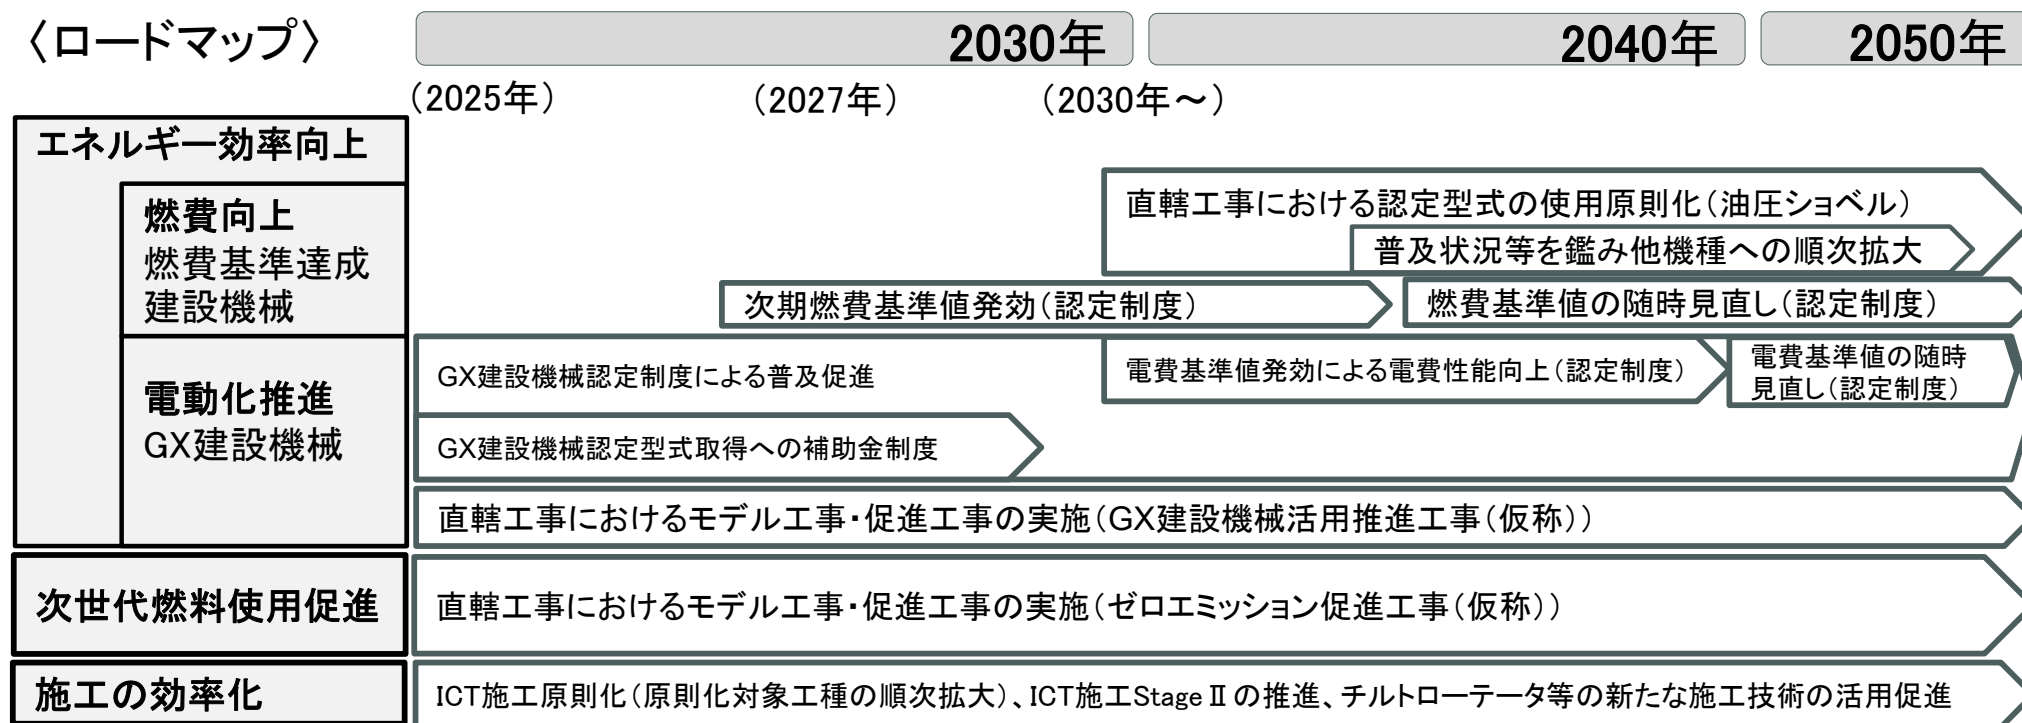 〈ロードマップ〉
2030年
2040年
2050年
（2025年）
（2027年）
（2030年～）
エネルギー効率向上
燃費向上
燃費基準達成
建設機械
直轄工事における認定型式の使用原則化（油圧ショベル）
普及状況等を鑑み他機種への順次拡大
次期燃費基準値発効（認定制度）
燃費基準値の随時見直し（認定制度）
電動化推進
GX建設機械
GX建設機械認定制度による普及促進
電費基準値発効による電費性能向上（認定制度）
電費基準値の随時
見直し（認定制度）
GX建設機械認定型式取得への補助金制度
直轄工事におけるモデル工事・促進工事の実施（GX建設機械活用推進工事（仮称））
次世代燃料使用促進
直轄工事におけるモデル工事・促進工事の実施（ゼロエミッション促進工事（仮称））
施工の効率化
ICT施工原則化（原則化対象工種の順次拡大）、ICT施工StageⅡの推進、チルトローテータ等の新たな施工技術の活用促進